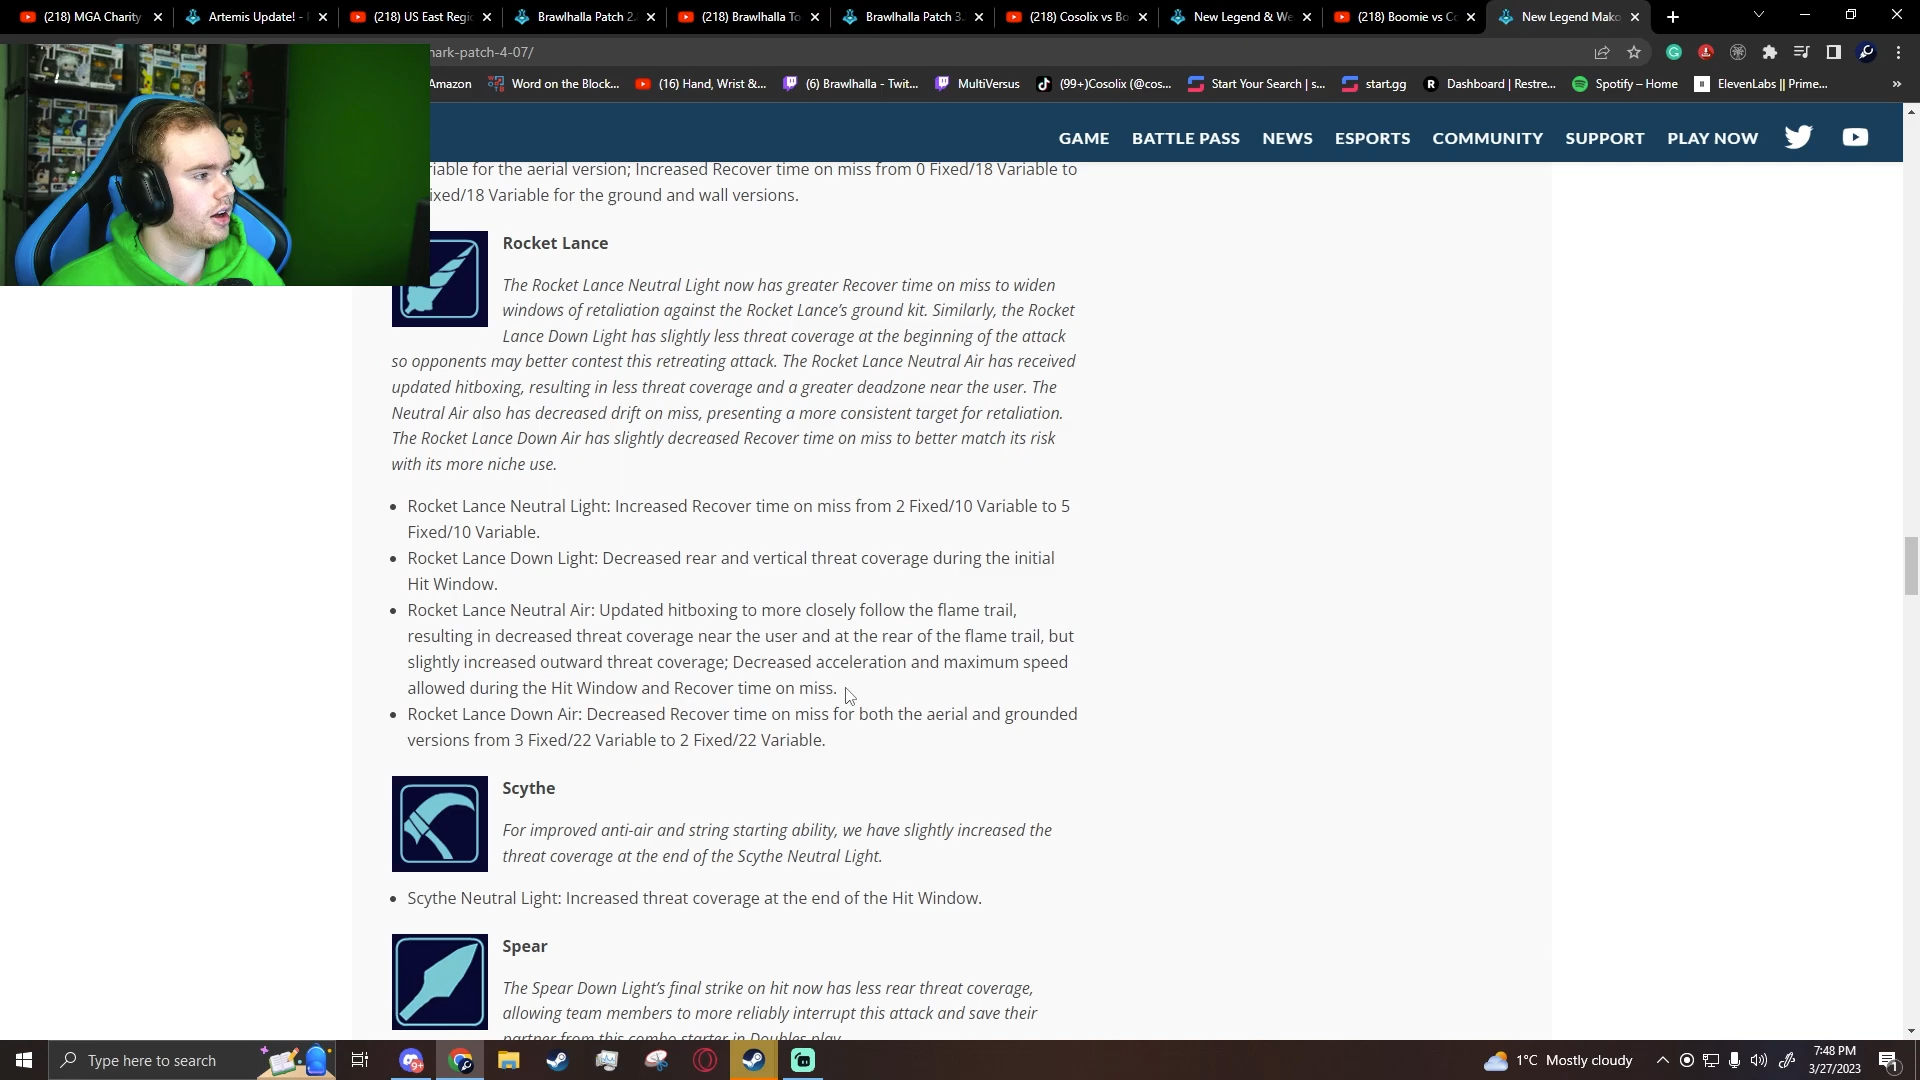 (218) MGA Charity
Artemis Update! -
(218) US East Regi
Brawlhalla Patch 2.
(218) Brawlhalla To
Brawlhalla Patch 3.
(218) Cosolix vs Bo
New Legend & We
(218) Boomie vs Co
New Legend Mako
nark-patch-4-07/
Amazon
Word on the Block...
(16) Hand, Wrist &...
(6) Brawlhalla - Twit...
MultiVersus
(99+)Cosolix (@cos...
Start Your Search | s...
start.gg
Dashboard | Restre...
Spotify – Home
ElevenLabs || Prime...
GAME
BATTLE PASS
NEWS
ESPORTS
COMMUNITY
SUPPORT
PLAY NOW
riable for the aerial version; Increased Recover time on miss from 0 Fixed/18 Variable to
ixed/18 Variable for the ground and wall versions.
Rocket Lance
The Rocket Lance Neutral Light now has greater Recover time on miss to widen
windows of retaliation against the Rocket Lance’s ground kit. Similarly, the Rocket
Lance Down Light has slightly less threat coverage at the beginning of the attack
so opponents may better contest this retreating attack. The Rocket Lance Neutral Air has received
updated hitboxing, resulting in less threat coverage and a greater deadzone near the user. The
Neutral Air also has decreased drift on miss, presenting a more consistent target for retaliation.
The Rocket Lance Down Air has slightly decreased Recover time on miss to better match its risk
with its more niche use.
• Rocket Lance Neutral Light: Increased Recover time on miss from 2 Fixed/10 Variable to 5
Fixed/10 Variable.
• Rocket Lance Down Light: Decreased rear and vertical threat coverage during the initial
Hit Window.
• Rocket Lance Neutral Air: Updated hitboxing to more closely follow the flame trail,
resulting in decreased threat coverage near the user and at the rear of the flame trail, but
slightly increased outward threat coverage; Decreased acceleration and maximum speed
allowed during the Hit Window and Recover time on miss.
• Rocket Lance Down Air: Decreased Recover time on miss for both the aerial and grounded
versions from 3 Fixed/22 Variable to 2 Fixed/22 Variable.
Scythe
For improved anti-air and string starting ability, we have slightly increased the
threat coverage at the end of the Scythe Neutral Light.
• Scythe Neutral Light: Increased threat coverage at the end of the Hit Window.
Spear
The Spear Down Light’s final strike on hit now has less rear threat coverage,
allowing team members to more reliably interrupt this attack and save their
partner from this combo starter in Doubles play.
Type here to search
9+
1°C Mostly cloudy
7:48 PM
3/27/2023
1